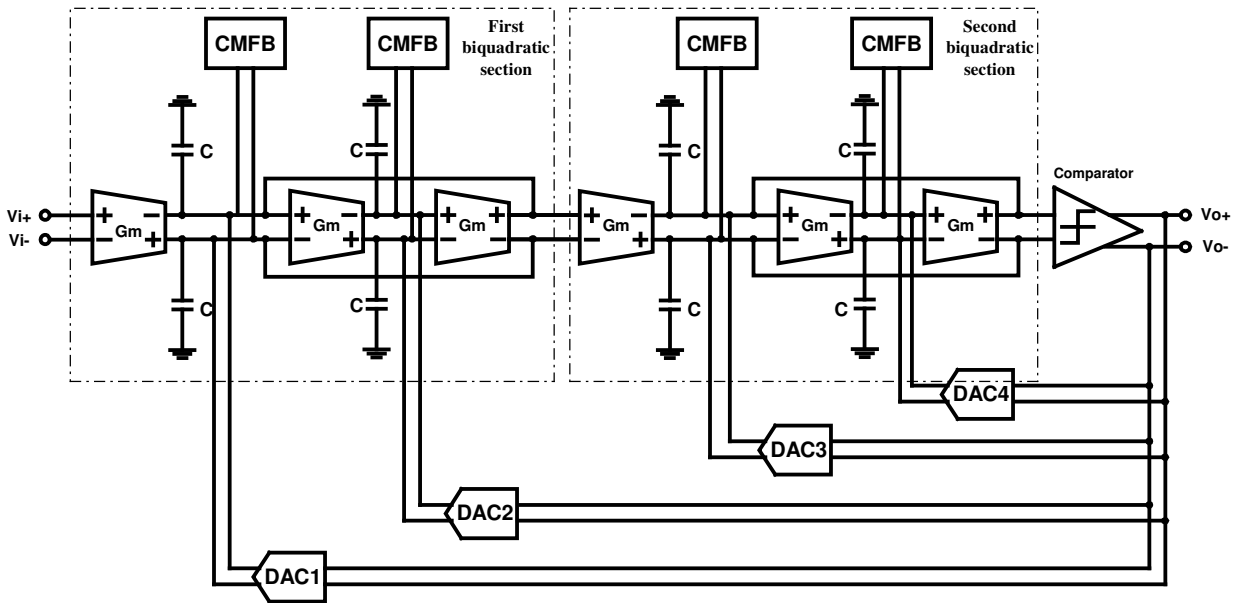 CMFB
CMFB
First
biquadratic
section
CMFB
CMFB
Second
biquadratic
section
C
C
C
C
Comparator
Vi+
Vi-
+ −
− +
Gm
+ −
− +
Gm
+ +
− −
Gm
+ −
− +
Gm
+ −
− +
Gm
+ +
− −
Gm
Vo+
Vo-
C
C
C
C
DAC4
DAC3
DAC2
DAC1